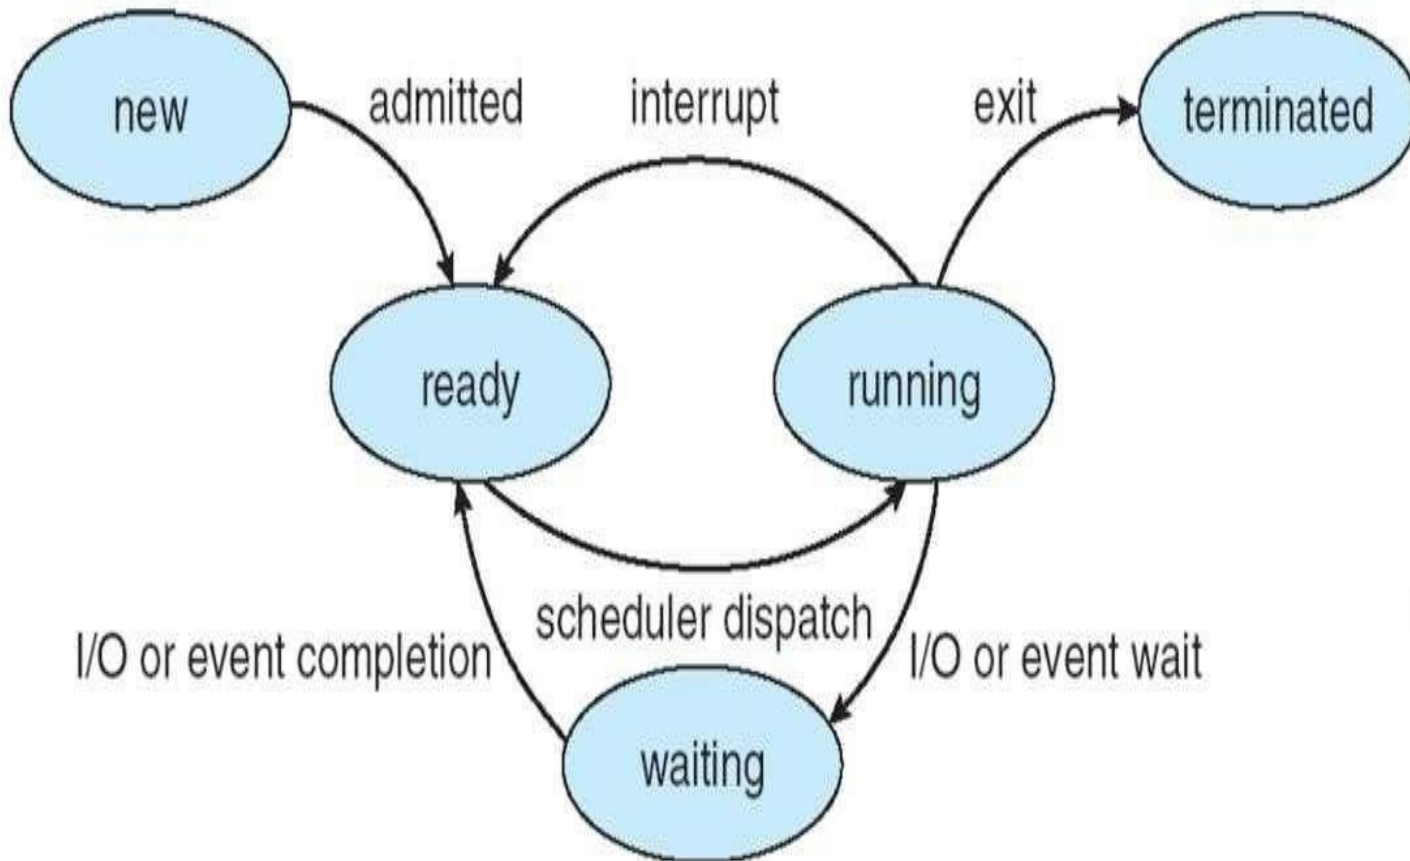 new
admitted
interrupt
exit
terminated
ready
running
scheduler dispatch
I/O or event completion
I/O or event wait
waiting